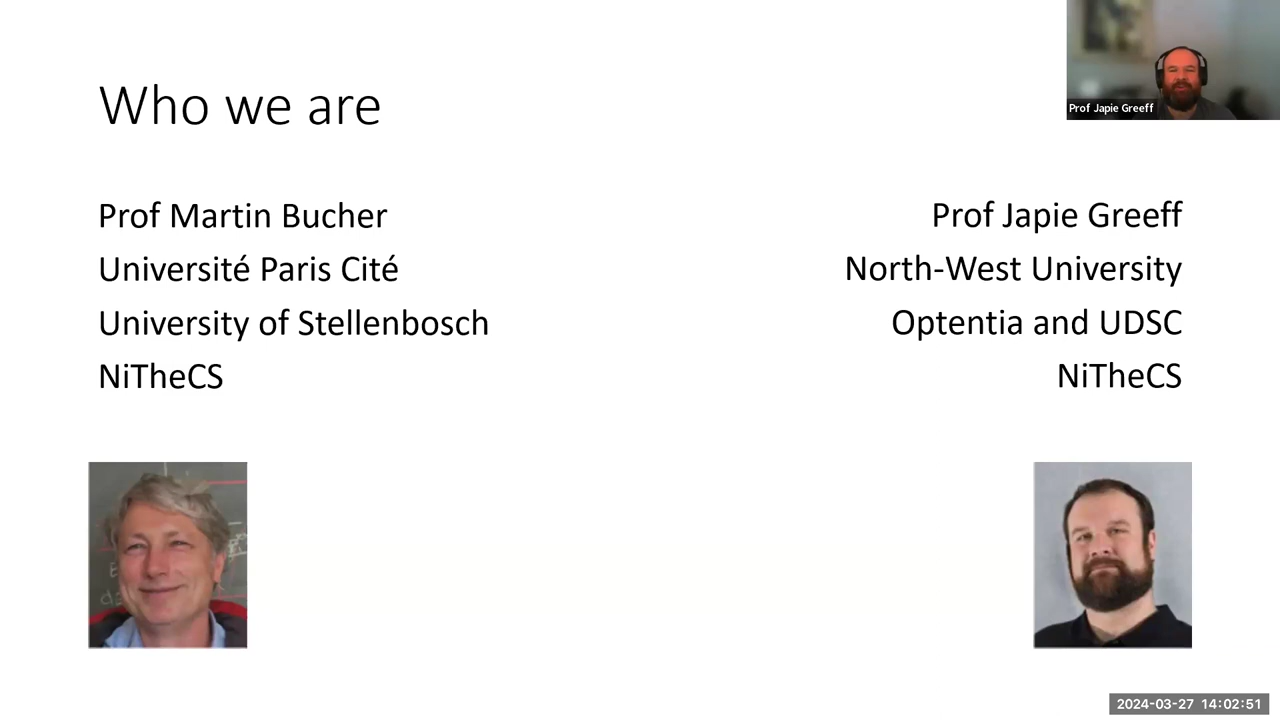 Who we are
Prof Japie Greeff
Prof Martin Bucher
Université Paris Cité
University of Stellenbosch
NiTheCS
Prof Japie Greeff
North-West University
Optentia and UDSC
NiTheCS
2024-03-27 14:02:51